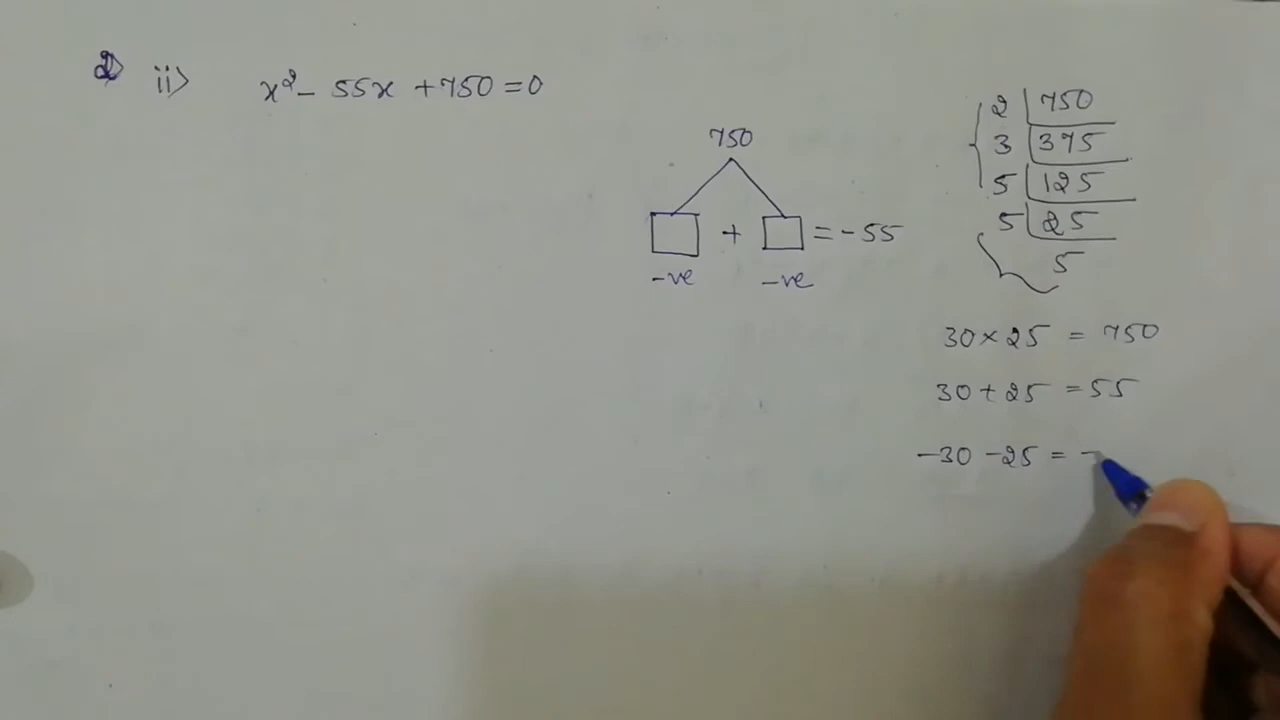 2) ii) x² - 55x + 750 = 0
750
□ + □ = -55
-ve -ve
2 | 750
3 | 375
5 | 125
5 | 25
5
30 × 25 = 750
30 + 25 = 55
-30 - 25 = -